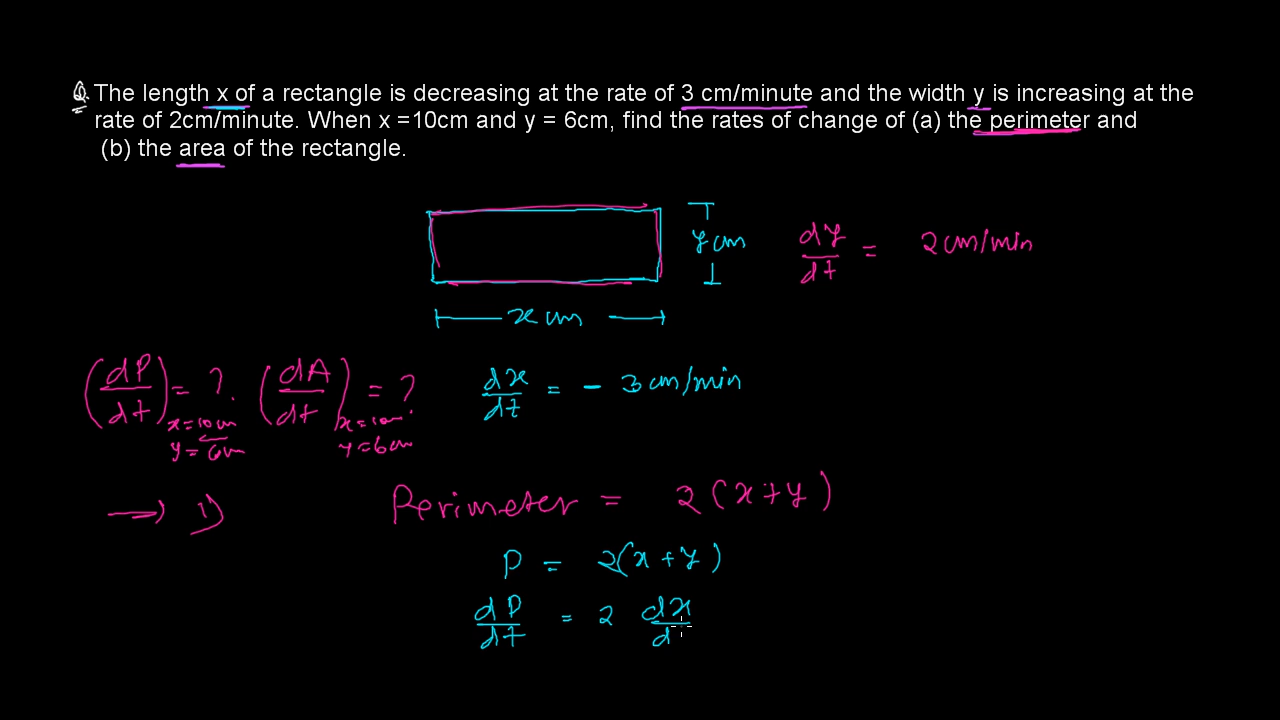 Q. The length x of a rectangle is decreasing at the rate of 3 cm/minute and the width y is increasing at the
rate of 2cm/minute. When x =10cm and y = 6cm, find the rates of change of (a) the perimeter and
(b) the area of the rectangle.
y cm
dy/dt = 2 cm/min
x cm
(dP/dt) x=10cm y=6cm = ? (dA/dt) x=10cm y=6cm = ?
dx/dt = - 3 cm/min
→ 1) Perimeter = 2(x+y)
P = 2(x+y)
dP/dt = 2 dx/d